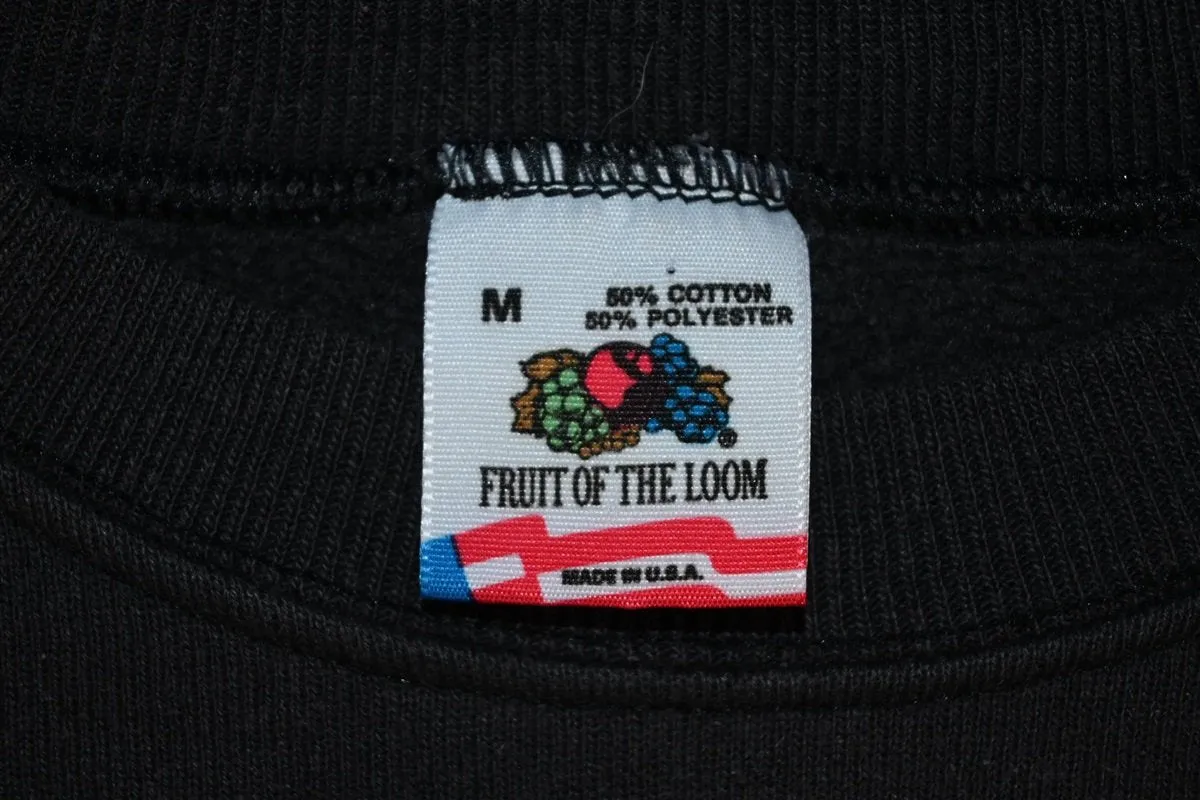 M
50% COTTON
50% POLYESTER
®
FRUIT OF THE LOOM
MADE IN U.S.A.